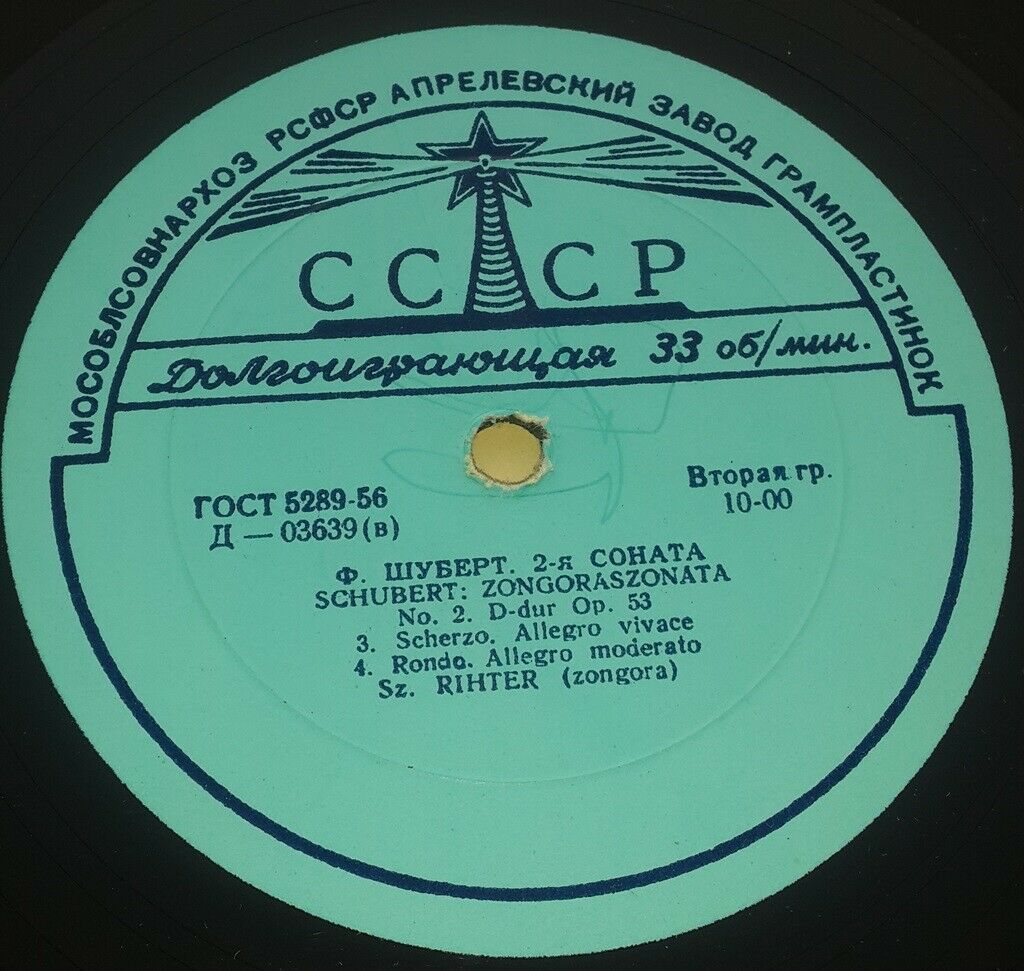 МОСОБЛСОВНАРХОЗ РСФСР АПРЕЛЕВСКИЙ ЗАВОД ГРАМПЛАСТИНОК
СССР
Долгоиграющая 33 об/мин.
ГОСТ 5289-56
Д — 03639 (в)
Вторая гр.
10-00
Ф. ШУБЕРТ. 2-я СОНАТА
SCHUBERT: ZONGORASZONATA
No. 2. D-dur Op. 53
3. Scherzo. Allegro vivace
4. Rondo. Allegro moderato
Sz. RIHTER (zongora)